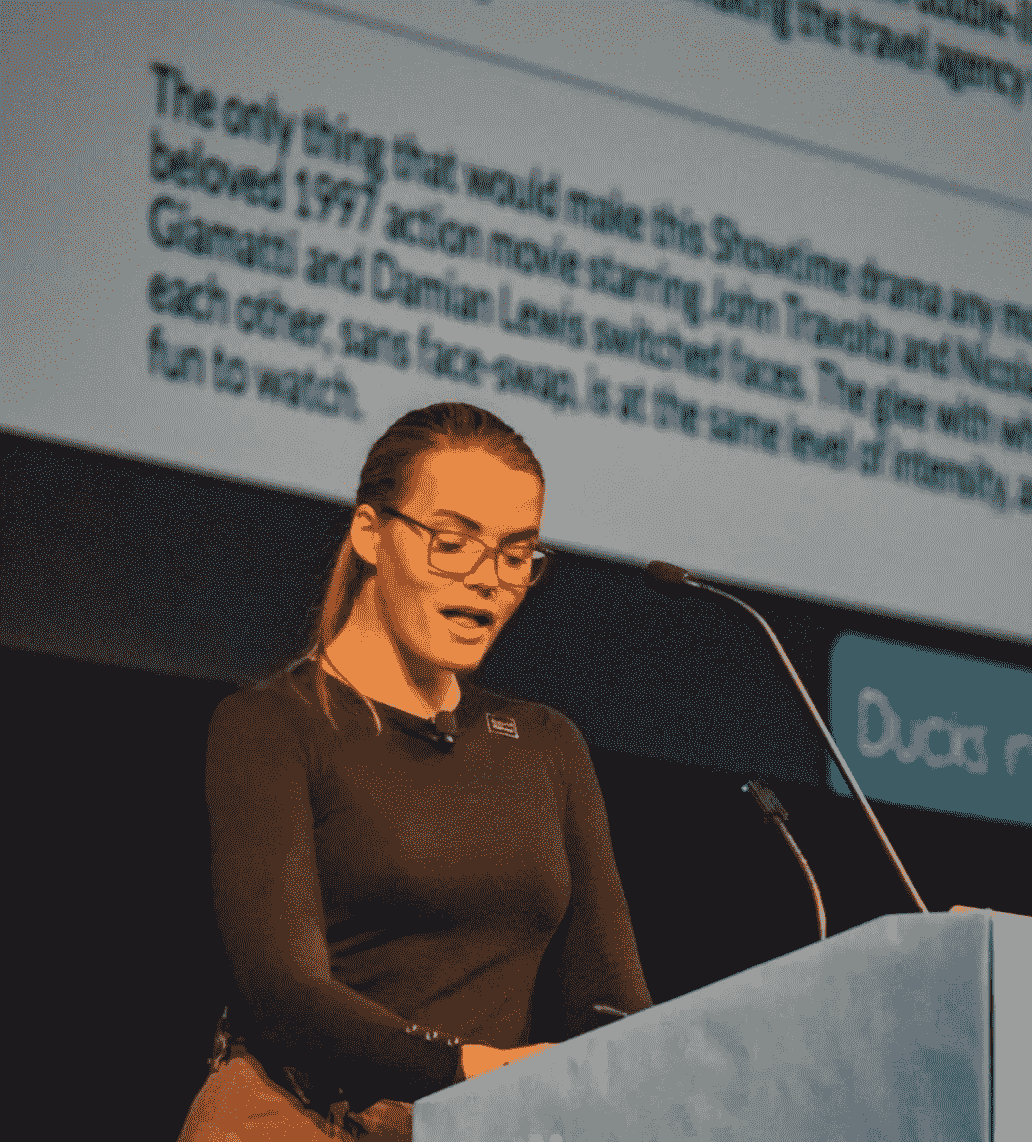 the travel agency
The only thing that would make this Showtime drama any
beloved 1997 action movie starring John Travolta and
Giamatti and Damian Lewis switched faces. The glee with
each other, sans face-swap, is at the same level of intensity,
fun to watch.
Ducks